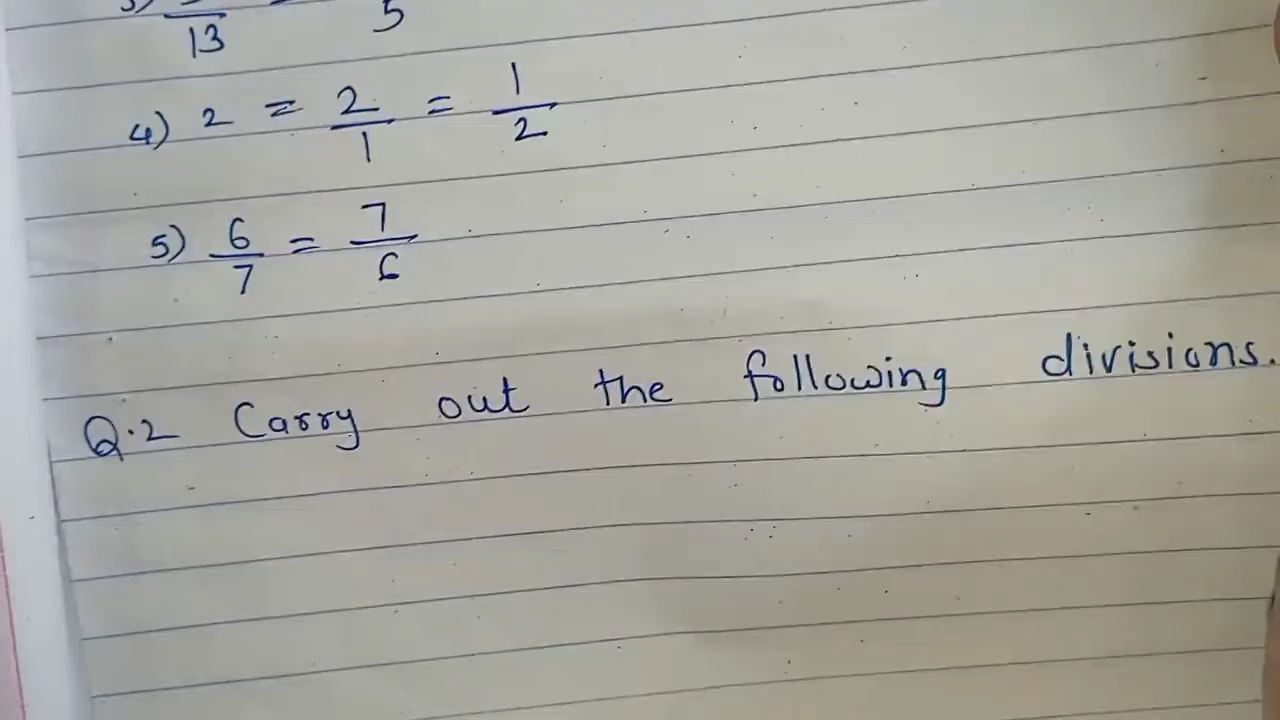 13 5
4) 2 = 2/1 = 1/2
5) 6/7 = 7/6
Q.2 Carry out the following divisions.